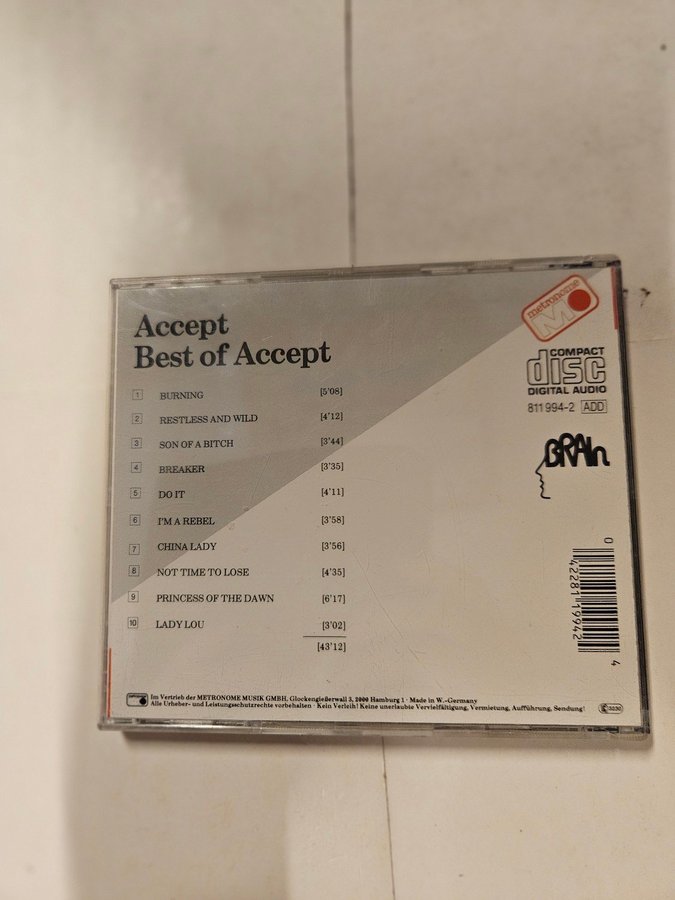 metronome
M
Accept
Best of Accept
1 BURNING [5'08]
2 RESTLESS AND WILD [4'12]
3 SON OF A BITCH [3'44]
4 BREAKER [3'35]
5 DO IT [4'11]
6 I'M A REBEL [3'58]
7 CHINA LADY [3'56]
8 NOT TIME TO LOSE [4'35]
9 PRINCESS OF THE DAWN [6'17]
10 LADY LOU [3'02]
[43'12]
COMPACT
disc
DIGITAL AUDIO
811 994-2 ADD
BRAIn
0 42281 19942 4
Im Vertrieb der METRONOME MUSIK GMBH, Glockengießerwall 3, 2000 Hamburg 1 · Made in W.-Germany
Alle Urheber- und Leistungsschutzrechte vorbehalten · Kein Verleih! Keine unerlaubte Vervielfältigung, Vermietung, Aufführung, Sendung!